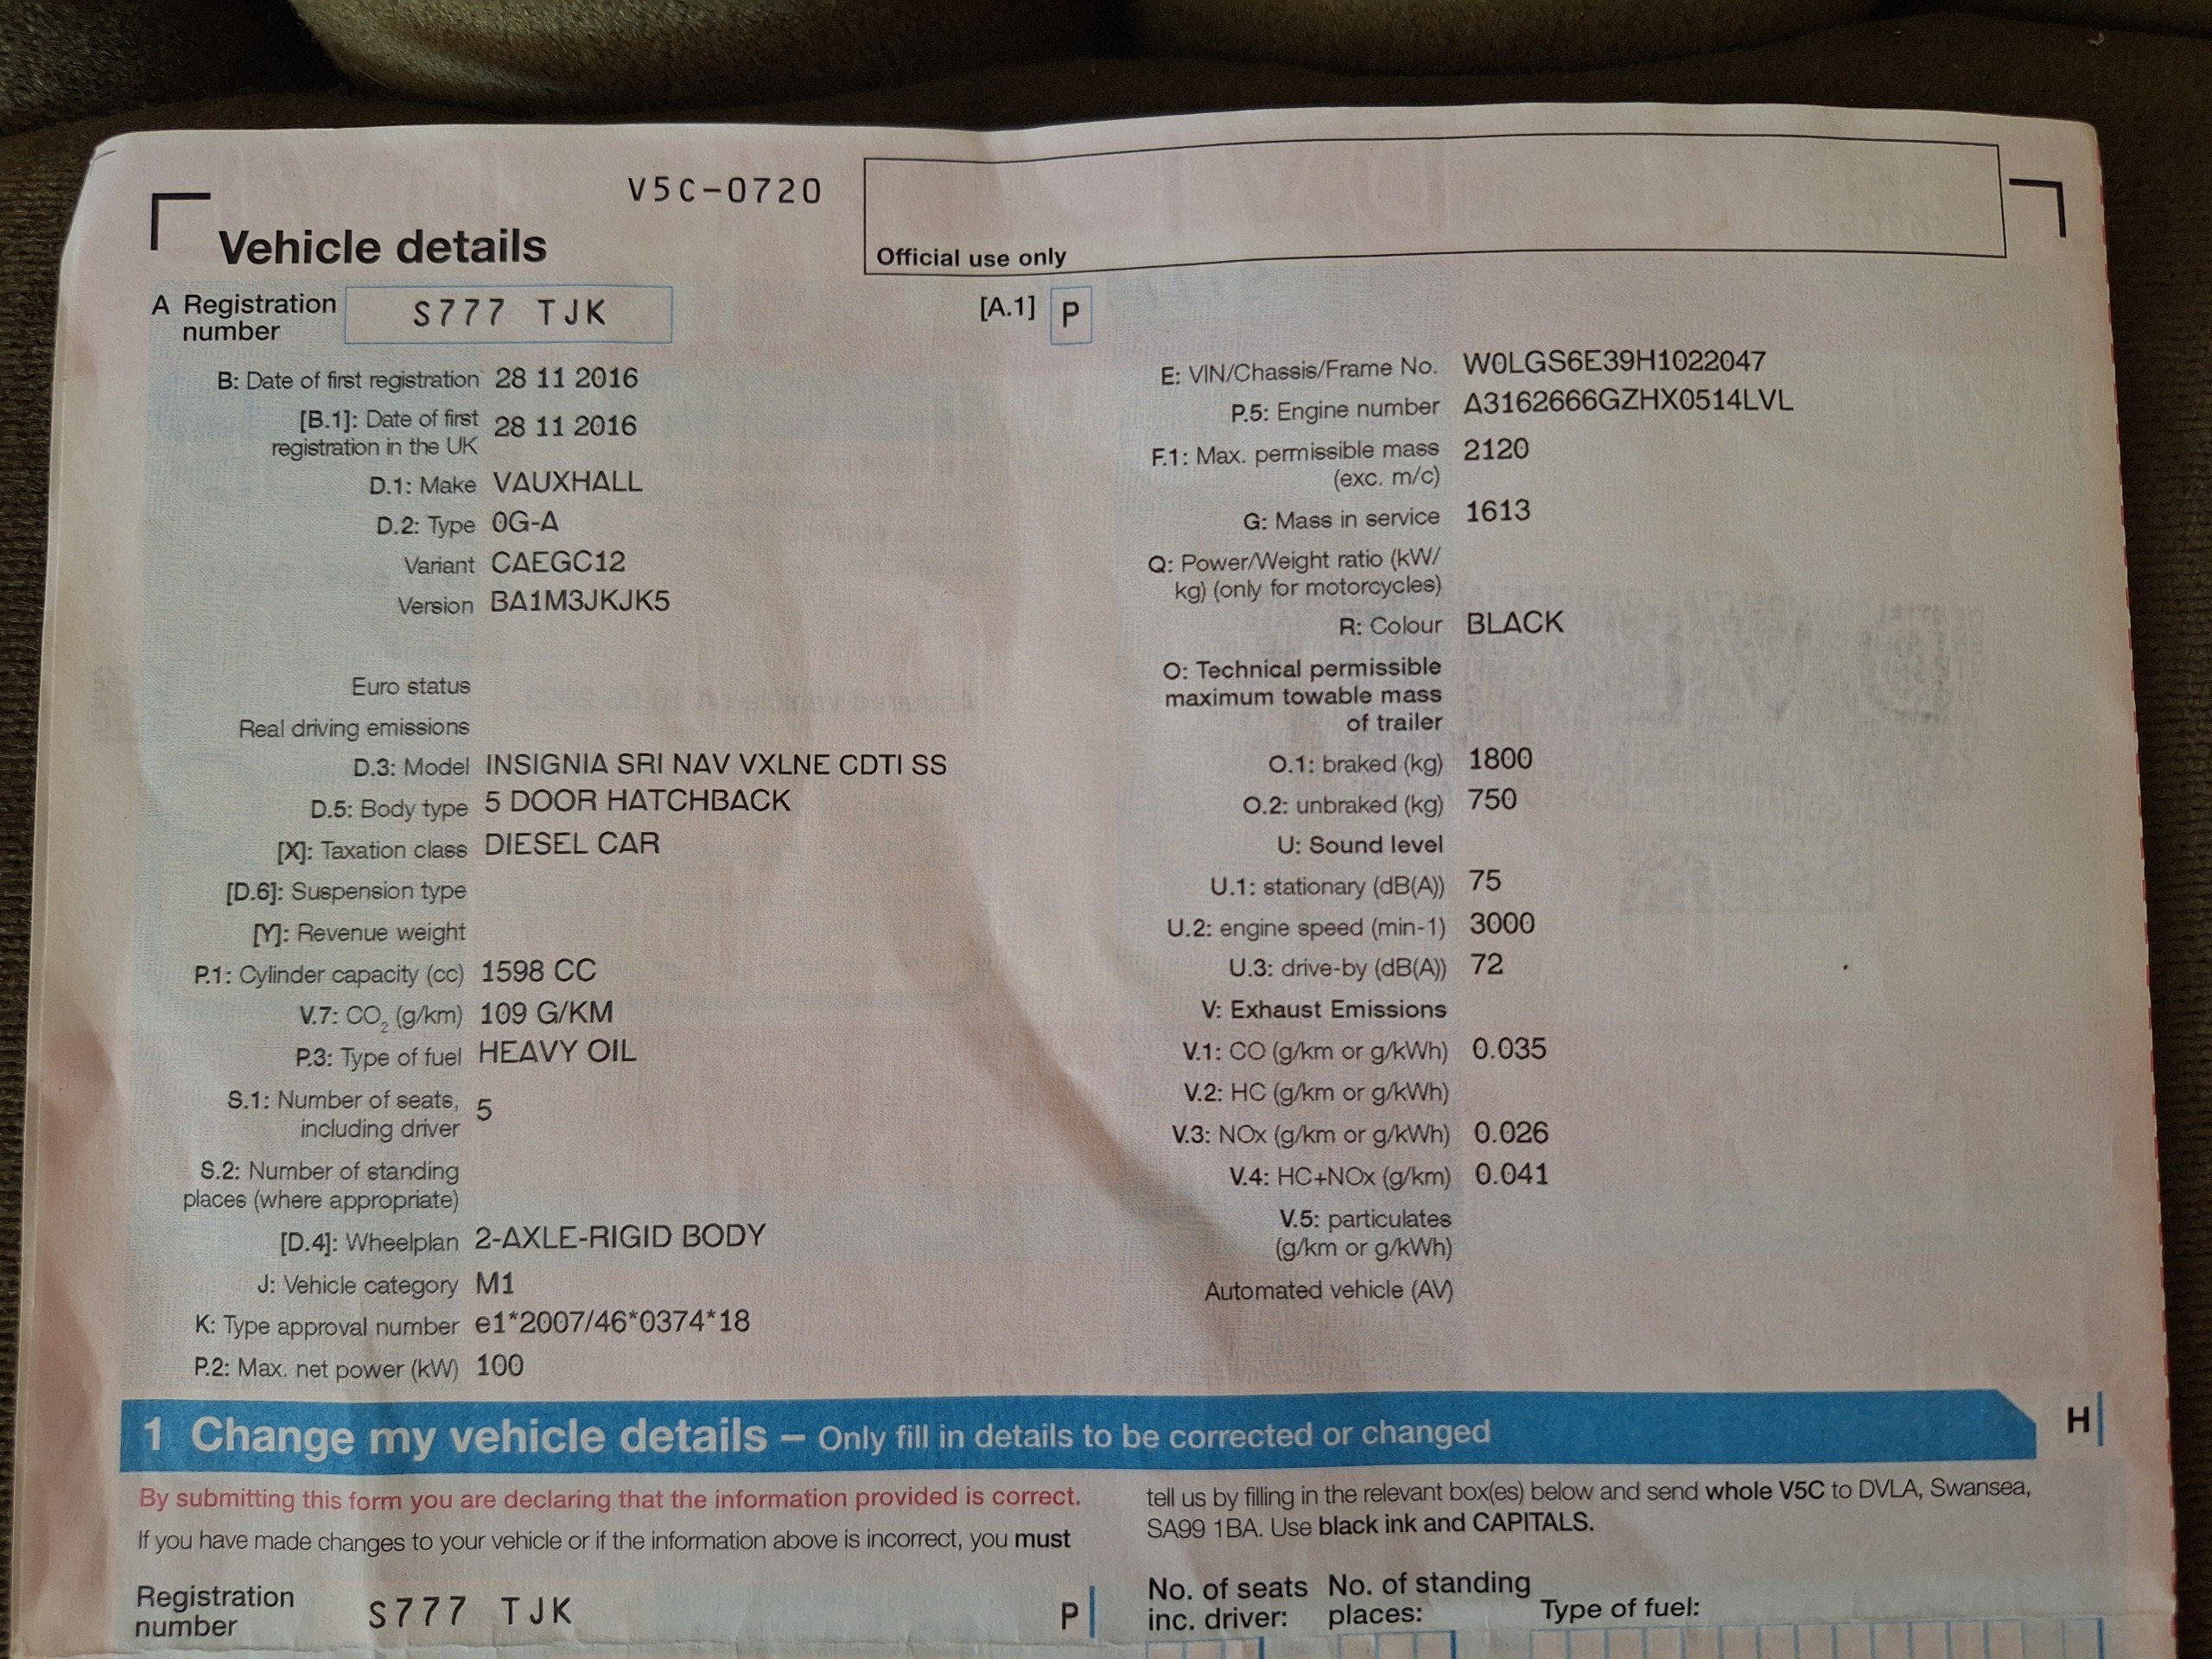 V5C-0720
Vehicle details
Official use only
A Registration number S777 TJK
[A.1] P
B: Date of first registration 28 11 2016
[B.1]: Date of first registration in the UK 28 11 2016
D.1: Make VAUXHALL
D.2: Type 0G-A
Variant CAEGC12
Version BA1M3JKJK5
Euro status
Real driving emissions
D.3: Model INSIGNIA SRI NAV VXLNE CDTI SS
D.5: Body type 5 DOOR HATCHBACK
[X]: Taxation class DIESEL CAR
[D.6]: Suspension type
[Y]: Revenue weight
P.1: Cylinder capacity (cc) 1598 CC
V.7: CO2 (g/km) 109 G/KM
P.3: Type of fuel HEAVY OIL
S.1: Number of seats, including driver 5
S.2: Number of standing places (where appropriate)
[D.4]: Wheelplan 2-AXLE-RIGID BODY
J: Vehicle category M1
K: Type approval number e1*2007/46*0374*18
P.2: Max. net power (kW) 100
E: VIN/Chassis/Frame No. W0LGS6E39H1022047
P.5: Engine number A3162666GZHX0514LVL
F.1: Max. permissible mass (exc. m/c) 2120
G: Mass in service 1613
Q: Power/Weight ratio (kW/kg) (only for motorcycles)
R: Colour BLACK
O: Technical permissible maximum towable mass of trailer
O.1: braked (kg) 1800
O.2: unbraked (kg) 750
U: Sound level
U.1: stationary (dB(A)) 75
U.2: engine speed (min-1) 3000
U.3: drive-by (dB(A)) 72
V: Exhaust Emissions
V.1: CO (g/km or g/kWh) 0.035
V.2: HC (g/km or g/kWh)
V.3: NOx (g/km or g/kWh) 0.026
V.4: HC+NOx (g/km) 0.041
V.5: particulates (g/km or g/kWh)
Automated vehicle (AV)
1 Change my vehicle details – Only fill in details to be corrected or changed
H
By submitting this form you are declaring that the information provided is correct.
If you have made changes to your vehicle or if the information above is incorrect, you must
tell us by filling in the relevant box(es) below and send whole V5C to DVLA, Swansea,
SA99 1BA. Use black ink and CAPITALS.
Registration number S777 TJK
P
No. of seats inc. driver:
No. of standing places:
Type of fuel: